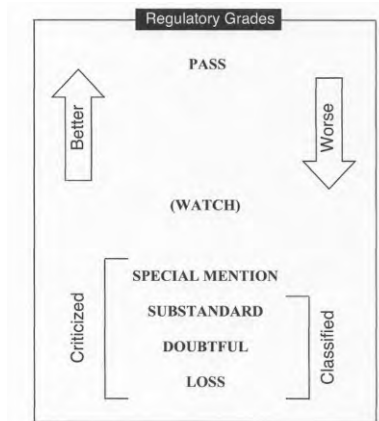 Regulatory Grades
PASS
Better
Worse
(WATCH)
SPECIAL MENTION
SUBSTANDARD
DOUBTFUL
LOSS
Criticized
Classified